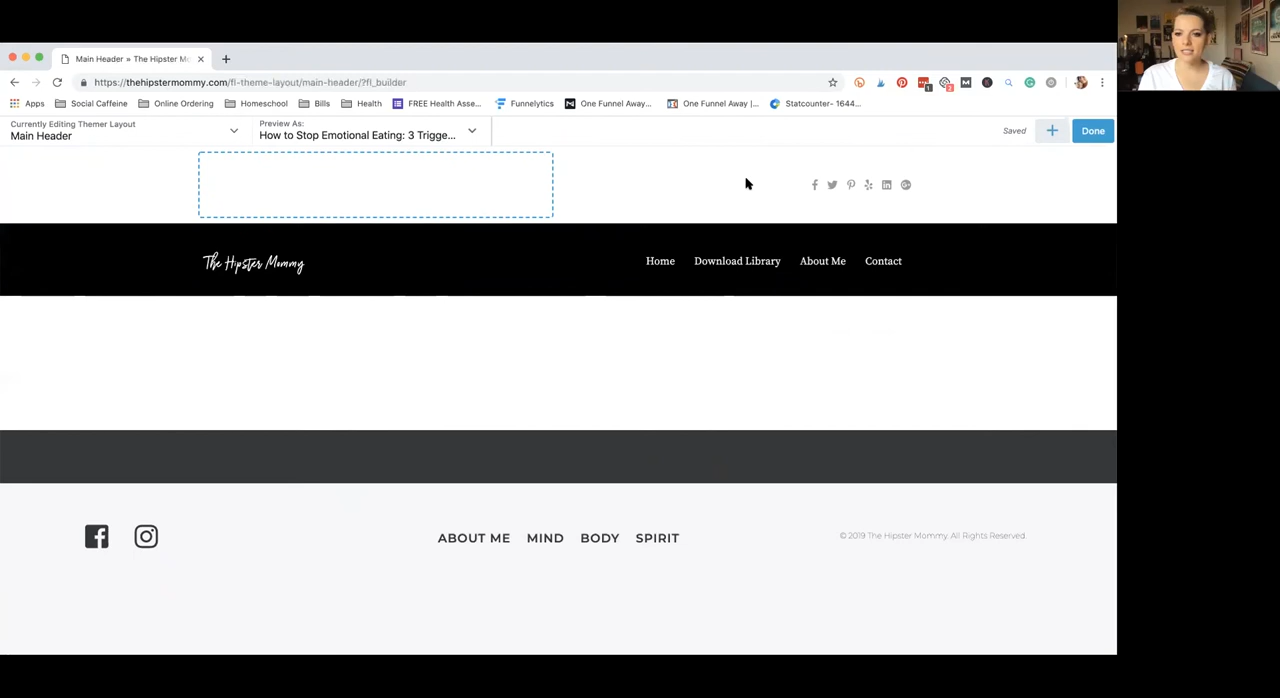 Main Header » The Hipster Mo
https://thehipstermommy.com/fl-theme-layout/main-header/?fl_builder
Apps Social Caffeine Online Ordering Homeschool Bills Health FREE Health Asse... Funnelytics One Funnel Away... One Funnel Away |... Statcounter- 1644...
Currently Editing Themer Layout
Main Header
Preview As:
How to Stop Emotional Eating: 3 Trigge...
Saved
Done
The Hipster Mommy
Home Download Library About Me Contact
ABOUT ME MIND BODY SPIRIT
© 2019 The Hipster Mommy. All Rights Reserved.